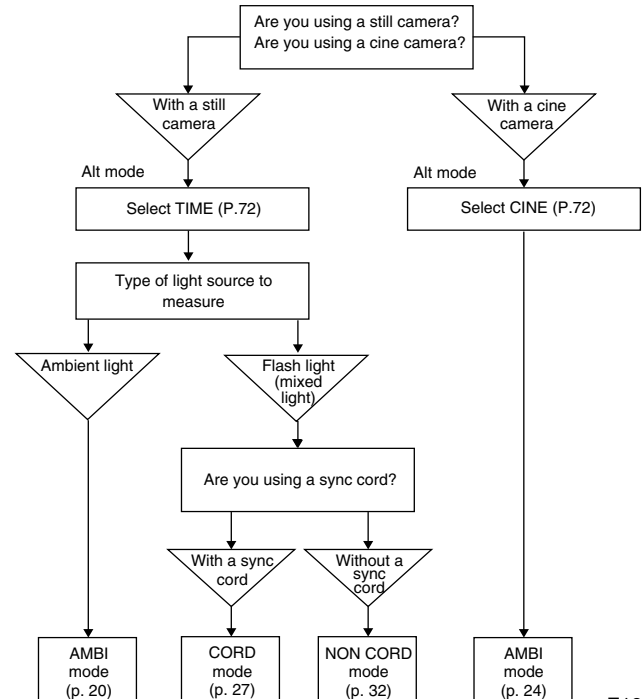 Are you using a still camera?
Are you using a cine camera?
With a still
camera
With a cine
camera
Alt mode
Alt mode
Select TIME (P.72)
Select CINE (P.72)
Type of light source to
measure
Ambient light
Flash light
(mixed
light)
Are you using a sync cord?
With a sync
cord
Without a
sync
cord
AMBI
mode
(p. 20)
CORD
mode
(p. 27)
NON CORD
mode
(p. 32)
AMBI
mode
(p. 24)